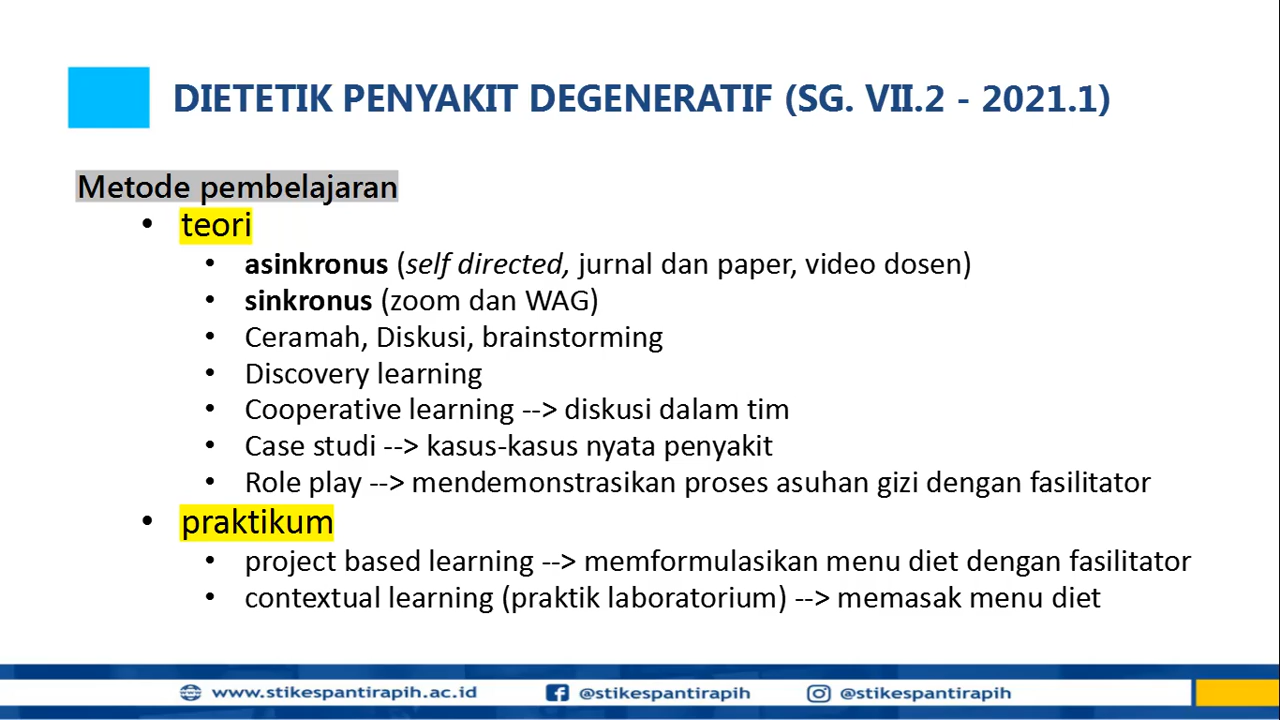 DIETETIK PENYAKIT DEGENERATIF (SG. VII.2 - 2021.1)
Metode pembelajaran
• teori
• asinkronus (self directed, jurnal dan paper, video dosen)
• sinkronus (zoom dan WAG)
• Ceramah, Diskusi, brainstorming
• Discovery learning
• Cooperative learning --> diskusi dalam tim
• Case studi --> kasus-kasus nyata penyakit
• Role play --> mendemonstrasikan proses asuhan gizi dengan fasilitator
• praktikum
• project based learning --> memformulasikan menu diet dengan fasilitator
• contextual learning (praktik laboratorium) --> memasak menu diet
www.stikespantirapih.ac.id @stikespantirapih @stikespantirapih